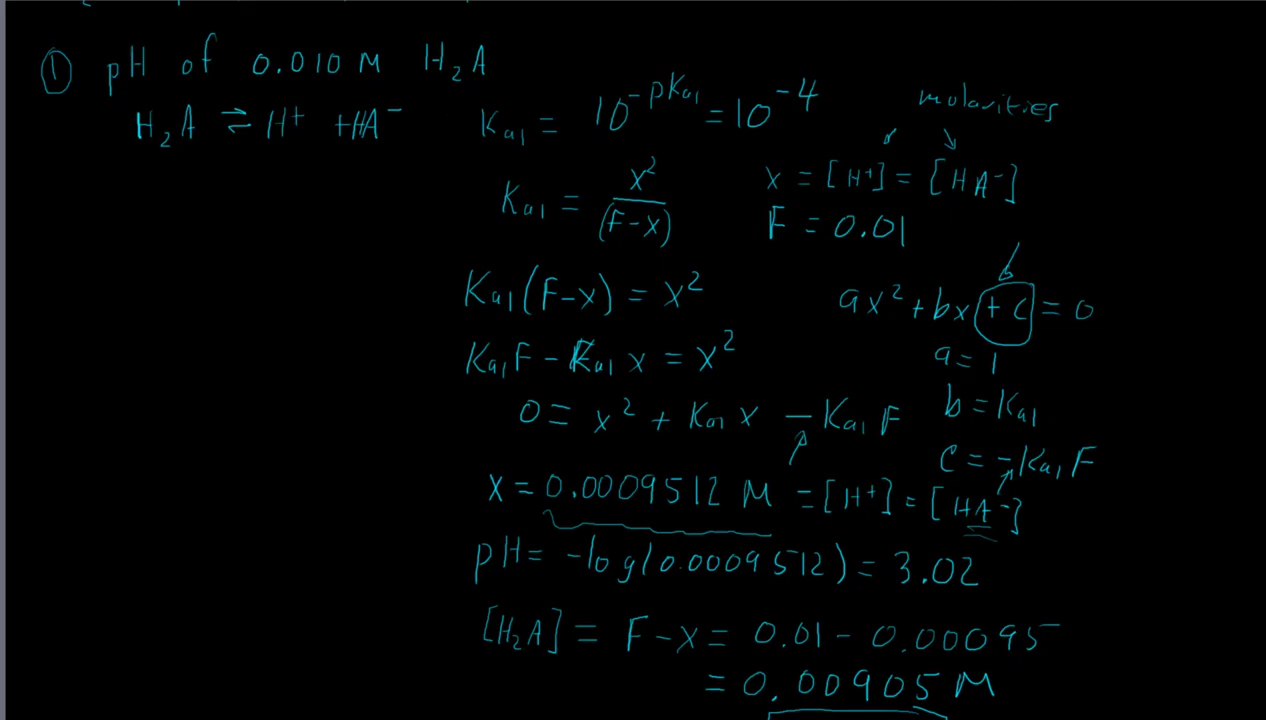 ① pH of 0.010 M H₂A
H₂A ⇌ H⁺ + HA⁻
Kₐ₁ = 10^(-pKₐ₁) = 10⁻⁴
molarities
Kₐ₁ = x²/(F-x)
x = [H⁺] = [HA⁻]
F = 0.01
Kₐ₁(F-x) = x²
b
ax² + bx + c = 0
Kₐ₁F - Kₐ₁x = x²
a = 1
0 = x² + Kₐ₁x - Kₐ₁F
b = Kₐ₁
c = -Kₐ₁F
x = 0.0009512 M = [H⁺] = [HA⁻]
pH = -log(0.0009512) = 3.02
[H₂A] = F-x = 0.01 - 0.00095
= 0.00905 M